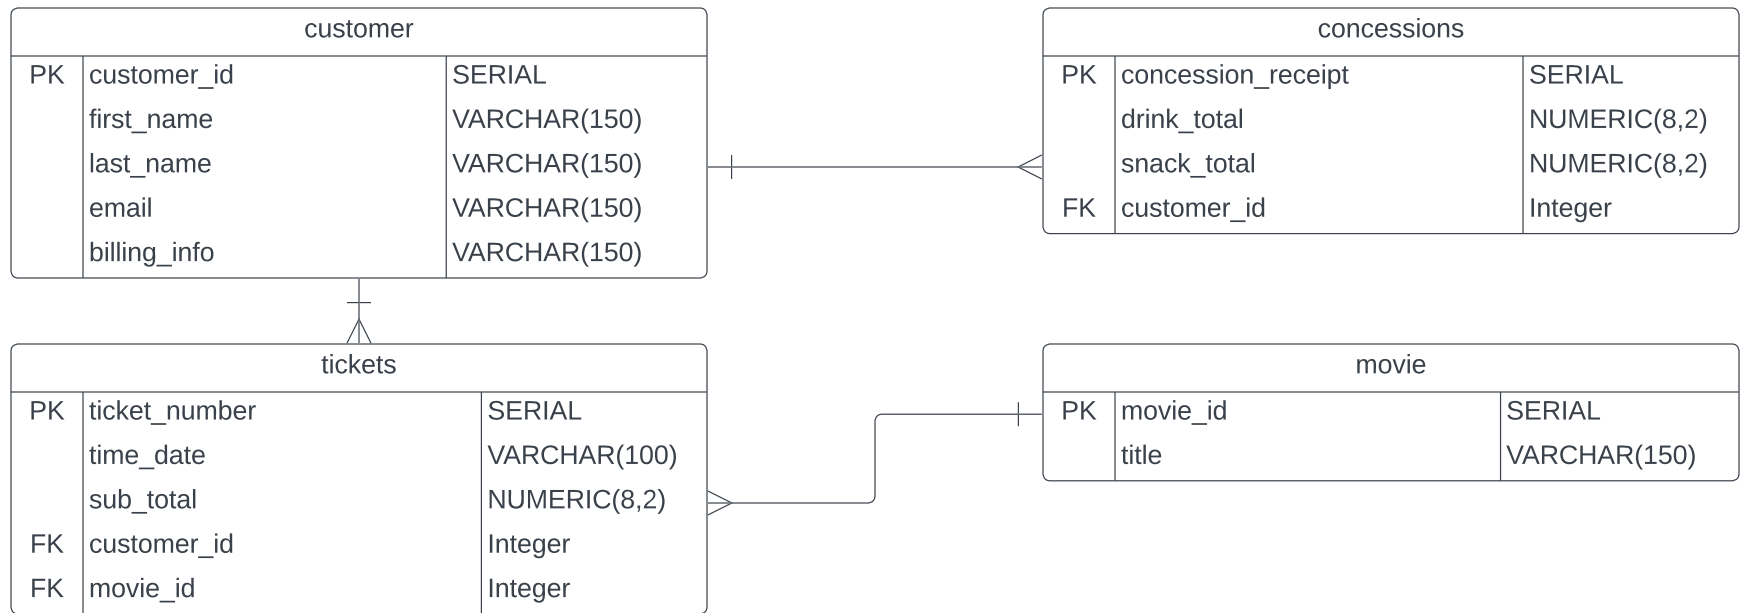 customer
PK customer_id SERIAL
first_name VARCHAR(150)
last_name VARCHAR(150)
email VARCHAR(150)
billing_info VARCHAR(150)
concessions
PK concession_receipt SERIAL
drink_total NUMERIC(8,2)
snack_total NUMERIC(8,2)
FK customer_id Integer
tickets
PK ticket_number SERIAL
time_date VARCHAR(100)
sub_total NUMERIC(8,2)
FK customer_id Integer
FK movie_id Integer
movie
PK movie_id SERIAL
title VARCHAR(150)